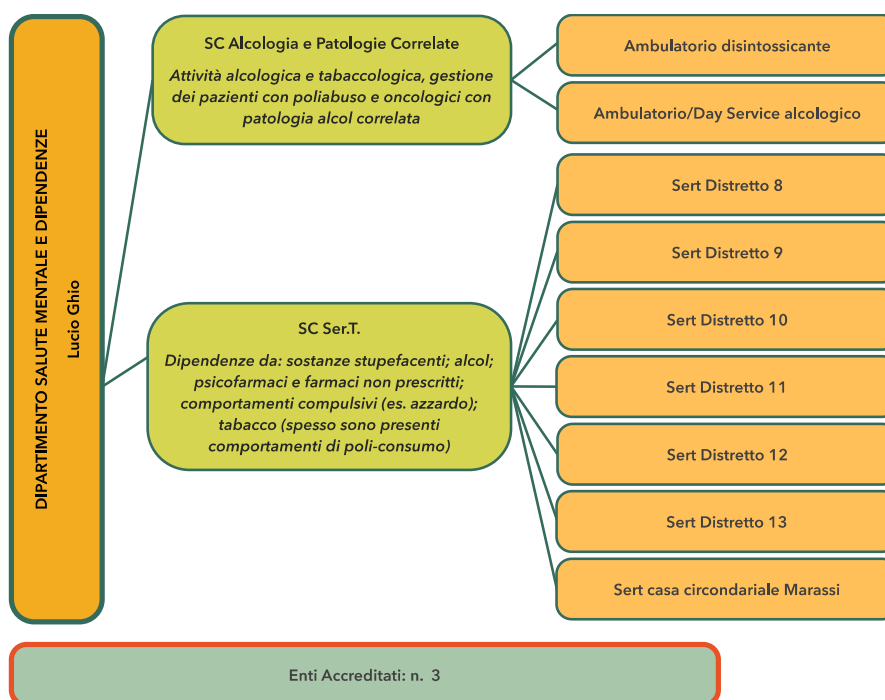 DIPARTIMENTO SALUTE MENTALE E DIPENDENZE
Lucio Ghio
SC Alcologia e Patologie Correlate
Attività alcologica e tabaccologica, gestione
dei pazienti con poliabuso e oncologici con
patologia alcol correlata
Ambulatorio disintossicante
Ambulatorio/Day Service alcologico
SC Ser.T.
Dipendenze da: sostanze stupefacenti; alcol;
psicofarmaci e farmaci non prescritti;
comportamenti compulsivi (es. azzardo);
tabacco (spesso sono presenti
comportamenti di poli-consumo)
Sert Distretto 8
Sert Distretto 9
Sert Distretto 10
Sert Distretto 11
Sert Distretto 12
Sert Distretto 13
Sert casa circondariale Marassi
Enti Accreditati: n. 3